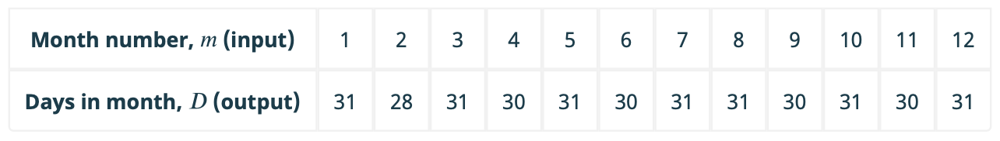 Month number, m (input) 1 2 3 4 5 6 7 8 9 10 11 12
Days in month, D (output) 31 28 31 30 31 30 31 31 30 31 30 31